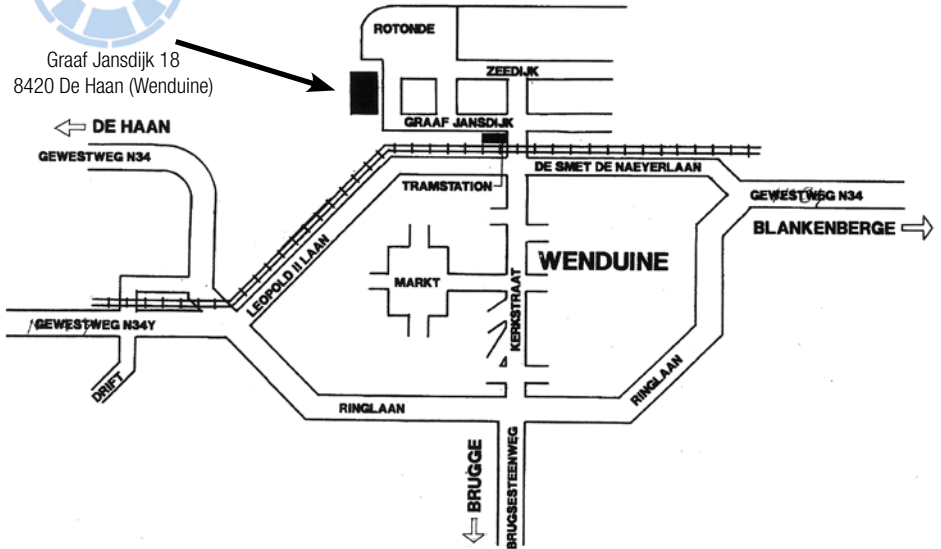 ROTONDE
Graaf Jansdijk 18
8420 De Haan (Wenduine)
ZEEDIJK
GRAAF JANSDIJK
DE HAAN
GEWESTWEG N34
TRAMSTATION
DE SMET DE NAEYERLAAN
GEWESTWEG N34
BLANKENBERGE
WENDUINE
MARKT
LEOPOLD II LAAN
KERKSTRAAT
GEWESTWEG N34Y
DRIFT
RINGLAAN
RINGLAAN
BRUGGE
BRUGSESTEENWEG